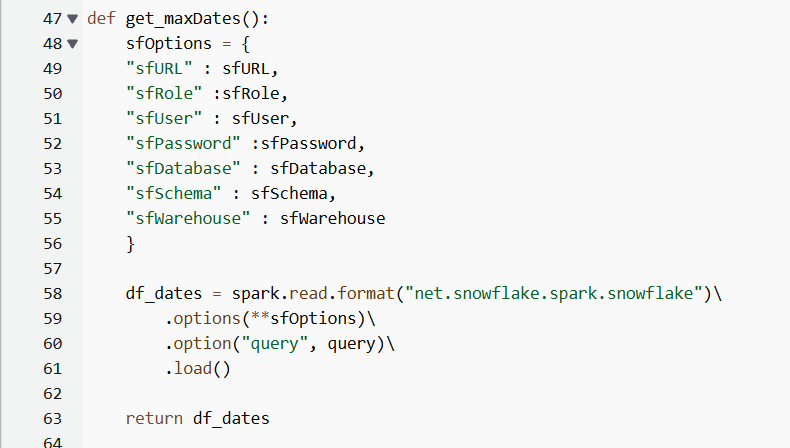 47 def get_maxDates():
48 sfOptions = {
49 "sfURL" : sfURL,
50 "sfRole" :sfRole,
51 "sfUser" : sfUser,
52 "sfPassword" :sfPassword,
53 "sfDatabase" : sfDatabase,
54 "sfSchema" : sfSchema,
55 "sfWarehouse" : sfWarehouse
56 }
57
58 df_dates = spark.read.format("net.snowflake.spark.snowflake")\
59 .options(**sfOptions)\
60 .option("query", query)\
61 .load()
62
63 return df_dates
64